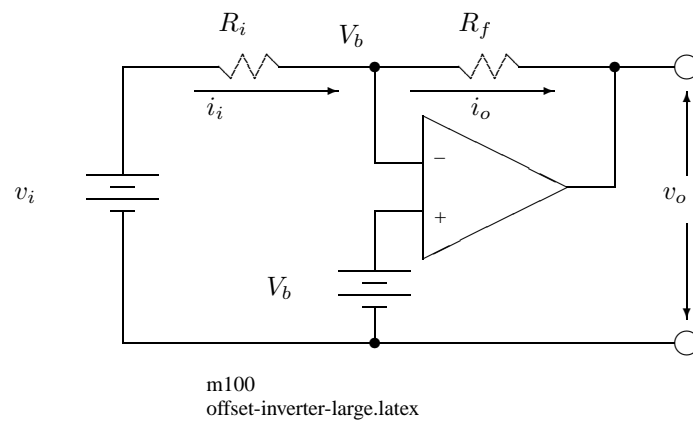 R_i
V_b
R_f
i_i
i_o
−
v_i
v_o
+
V_b
m100
offset-inverter-large.latex